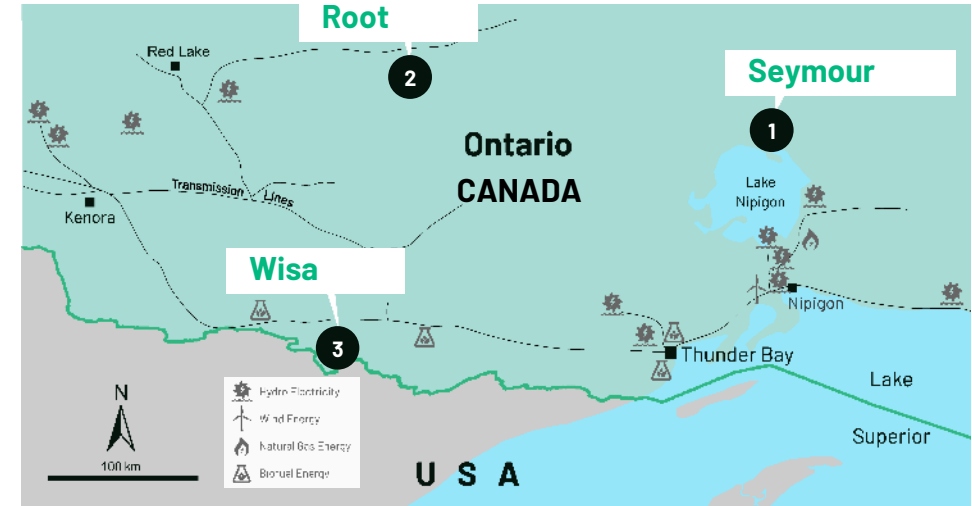 Root
2
Red Lake
Seymour
1
Ontario
CANADA
Lake
Nipigon
Transmission Lines
Kenora
Wisa
3
Nipigon
Thunder Bay
Lake
Superior
N
100 km
Hydro Electricity
Wind Energy
Natural Gas Energy
Biofuel Energy
U S A